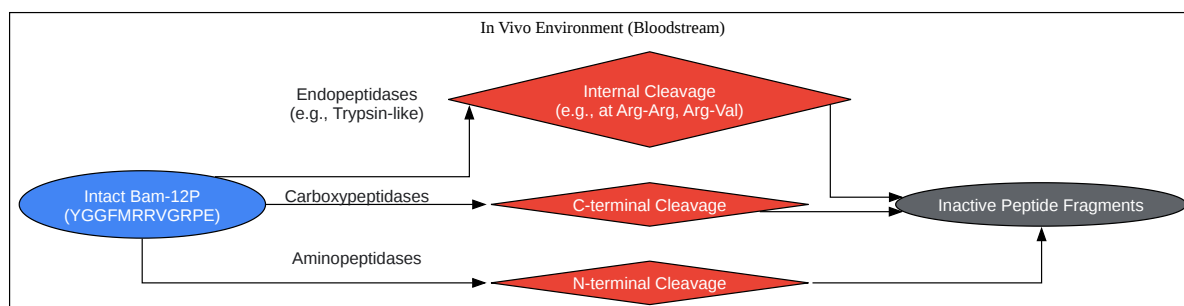 In Vivo Environment (Bloodstream)
Endopeptidases
(e.g., Trypsin-like)
Internal Cleavage
(e.g., at Arg-Arg, Arg-Val)
Intact Bam-12P
(YGGFMRRVGRPE)
Carboxypeptidases
C-terminal Cleavage
Inactive Peptide Fragments
Aminopeptidases
N-terminal Cleavage